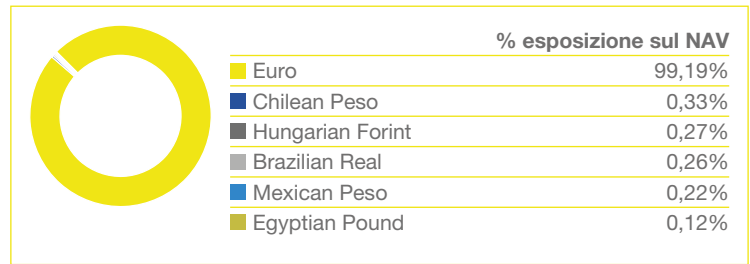 % esposizione sul NAV
Euro 99,19%
Chilean Peso 0,33%
Hungarian Forint 0,27%
Brazilian Real 0,26%
Mexican Peso 0,22%
Egyptian Pound 0,12%